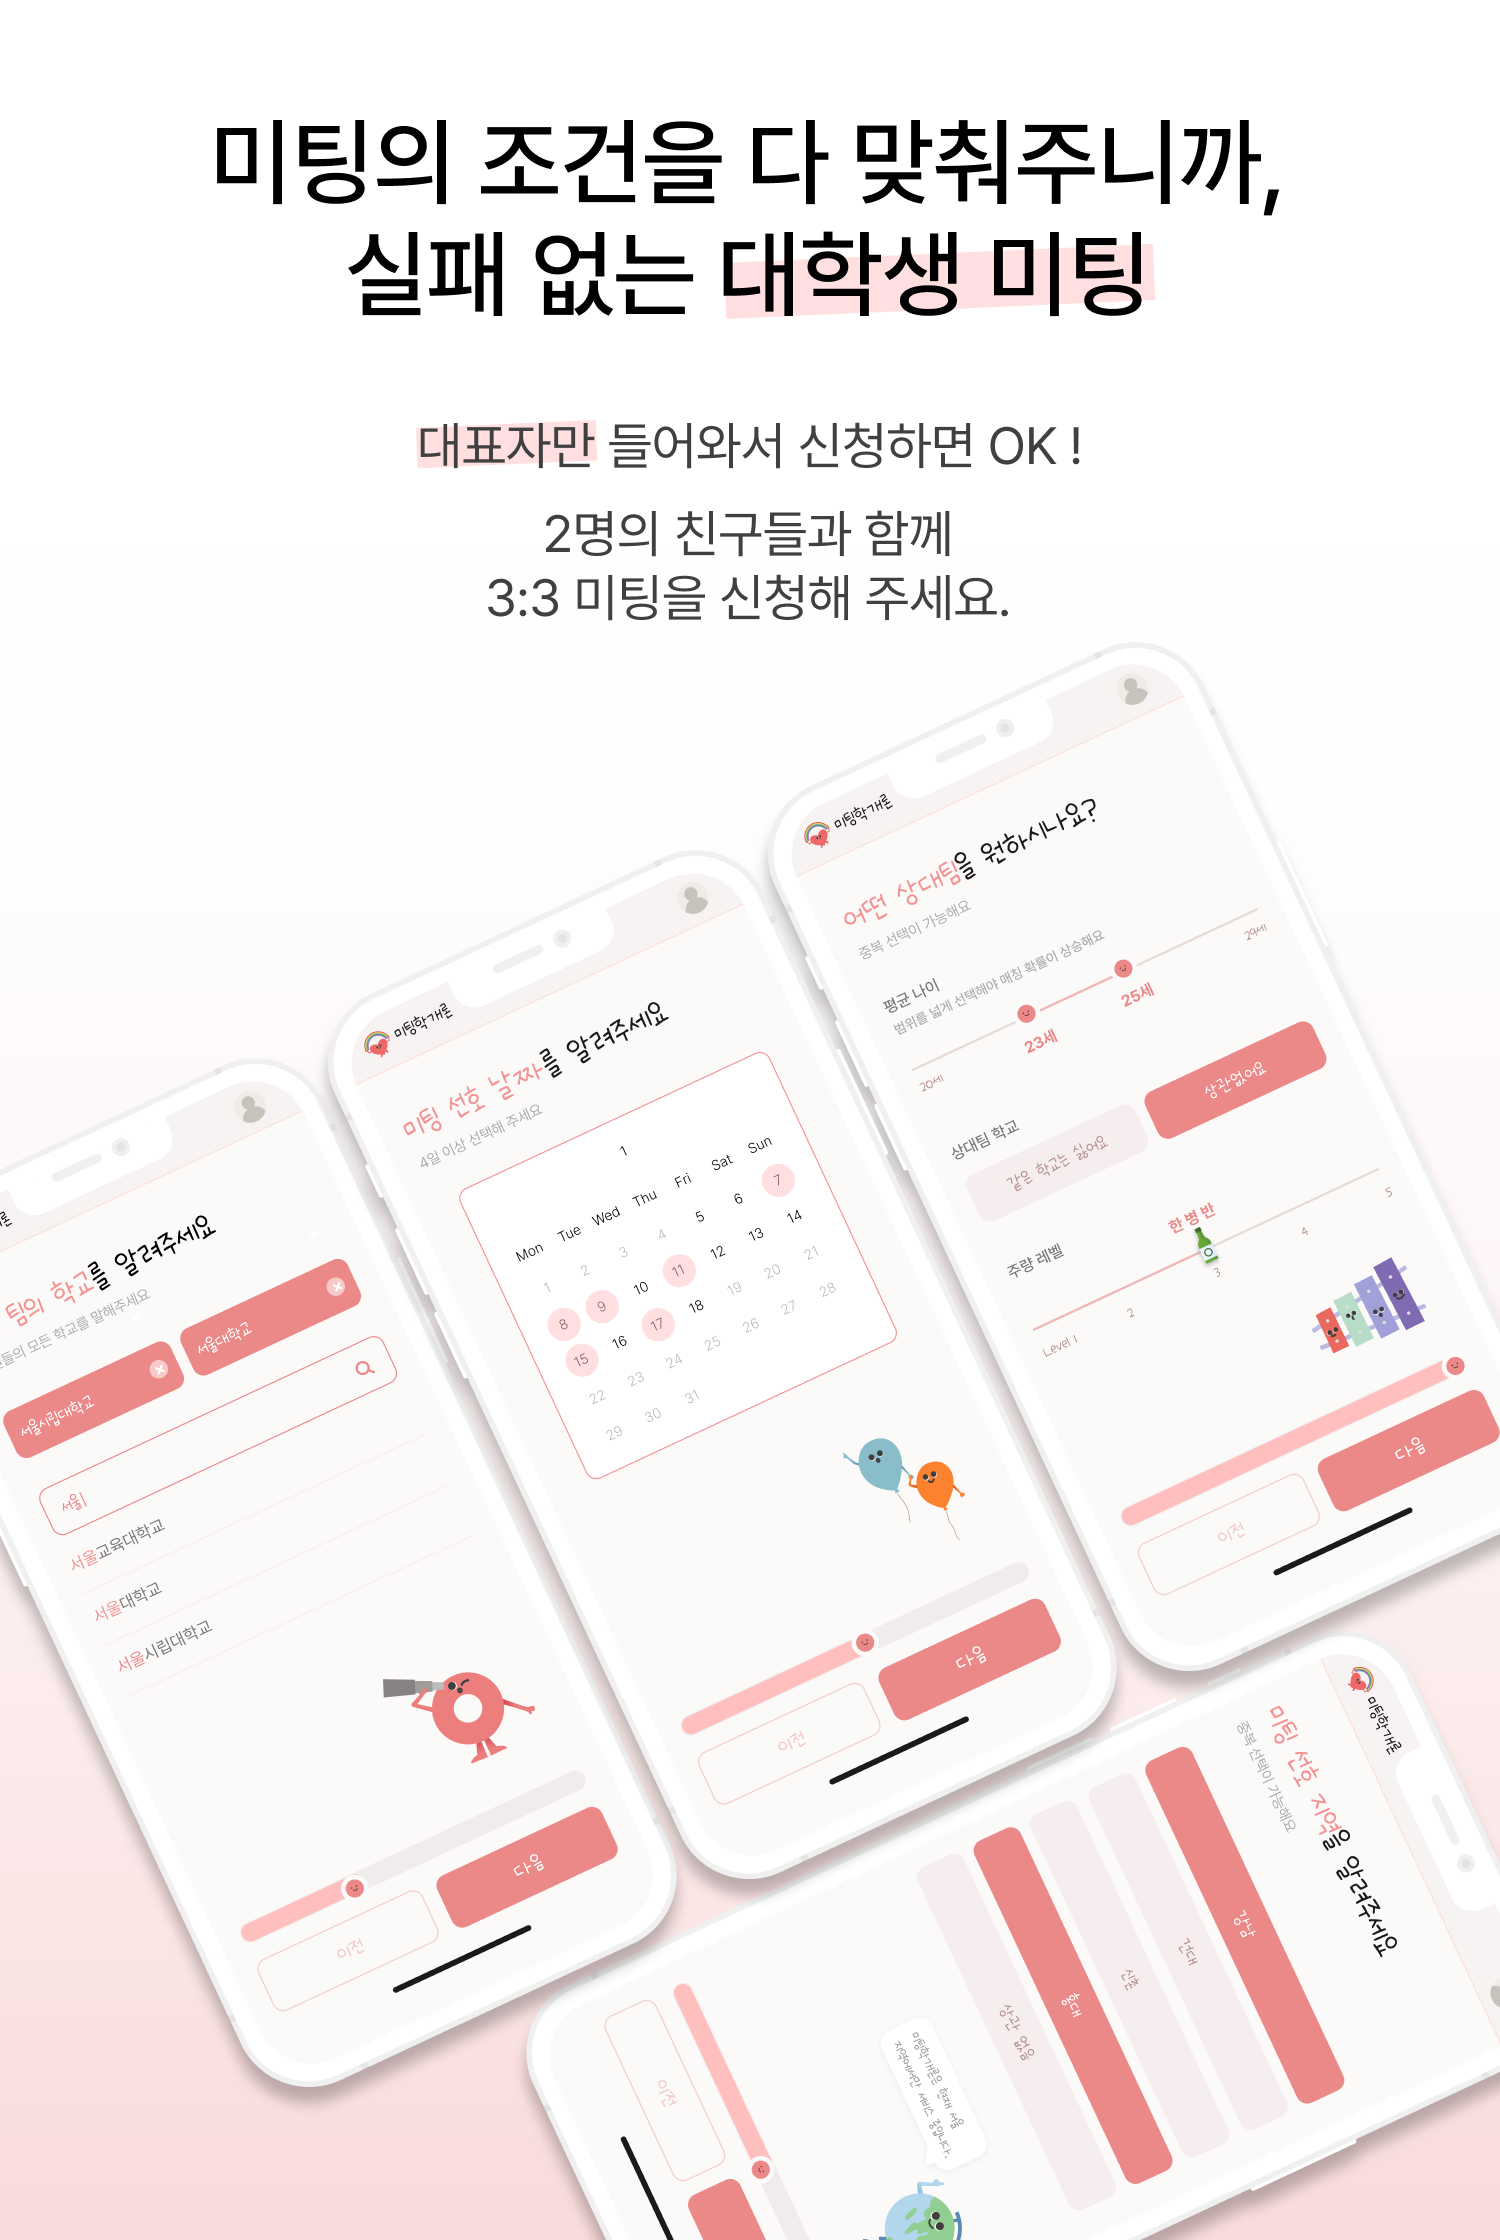 미팅의 조건을 다 맞춰주니까,
실패 없는 대학생 미팅
대표자만 들어와서 신청하면 OK !
2명의 친구들과 함께
3:3 미팅을 신청해 주세요.
미팅학개론
어떤 상대팀을 원하시나요?
중복 선택이 가능해요
평균 나이
범위를 넓게 선택해야 매칭 확률이 상승해요
20세 23세 25세 29세
상대팀 학교
같은 학교는 싫어요 상관없어요
주량 레벨
한 병 반
Level 1 2 3 4 5
이전 다음
미팅학개론
미팅 선호 날짜를 알려주세요
4일 이상 선택해 주세요
1
Mon Tue Wed Thu Fri Sat Sun
1 2 3 4 5 6 7
8 9 10 11 12 13 14
15 16 17 18 19 20 21
22 23 24 25 26 27 28
29 30 31
이전 다음
팀의 학교를 알려주세요
모든 학교를 말해주세요
서울시립대학교 서울대학교
서울
서울교육대학교
서울대학교
서울시립대학교
이전 다음
미팅학개론
미팅 선호 지역을 알려주세요
중복 선택이 가능해요
강남
건대
신촌
홍대
상관 없음
미팅학개론은 현재 서울
지역에서만 서비스 중입니다.
이전